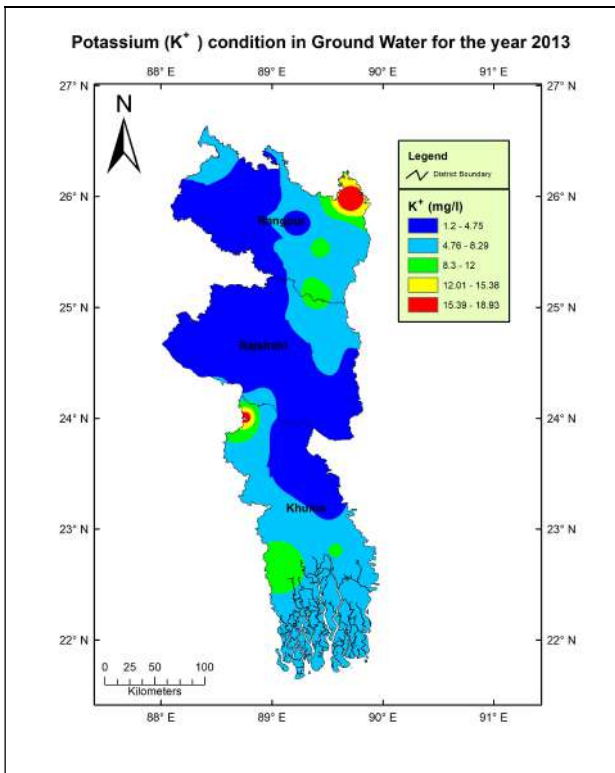 Potassium (K⁺ ) condition in Ground Water for the year 2013
88° E 89° E 90° E 91° E
27° N 27° N
N
Legend
District Boundary
26° N 26° N
K⁺ (mg/l)
1.2 - 4.75
4.76 - 8.29
8.3 - 12
12.01 - 15.38
15.39 - 18.93
Rangpur
25° N 25° N
Rajshahi
24° N 24° N
23° N 23° N
Khulna
22° N 22° N
0 25 50 100
Kilometers
88° E 89° E 90° E 91° E